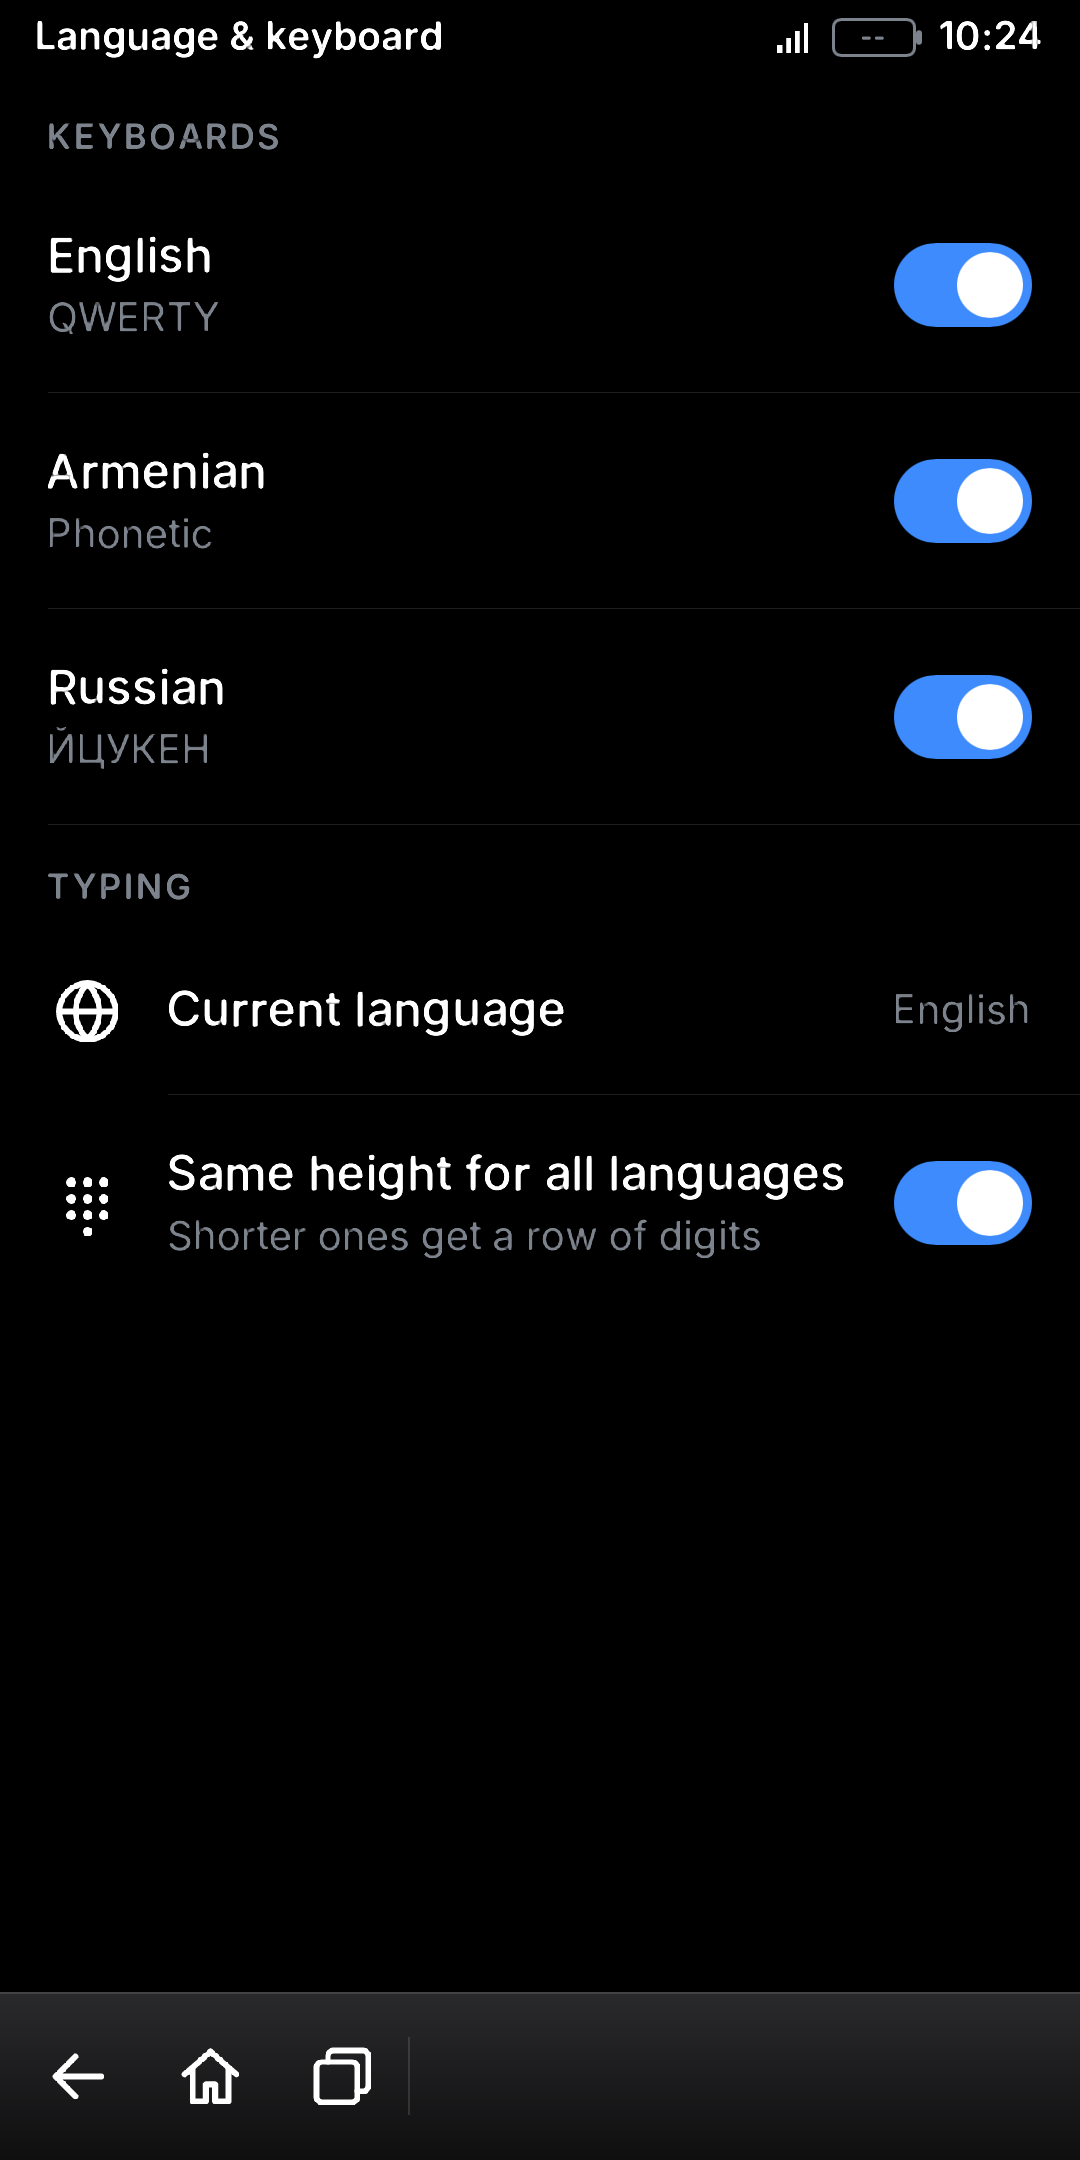 Language & keyboard
-- 10:24
KEYBOARDS
English
QWERTY
Armenian
Phonetic
Russian
ЙЦУКЕН
TYPING
Current language English
Same height for all languages
Shorter ones get a row of digits